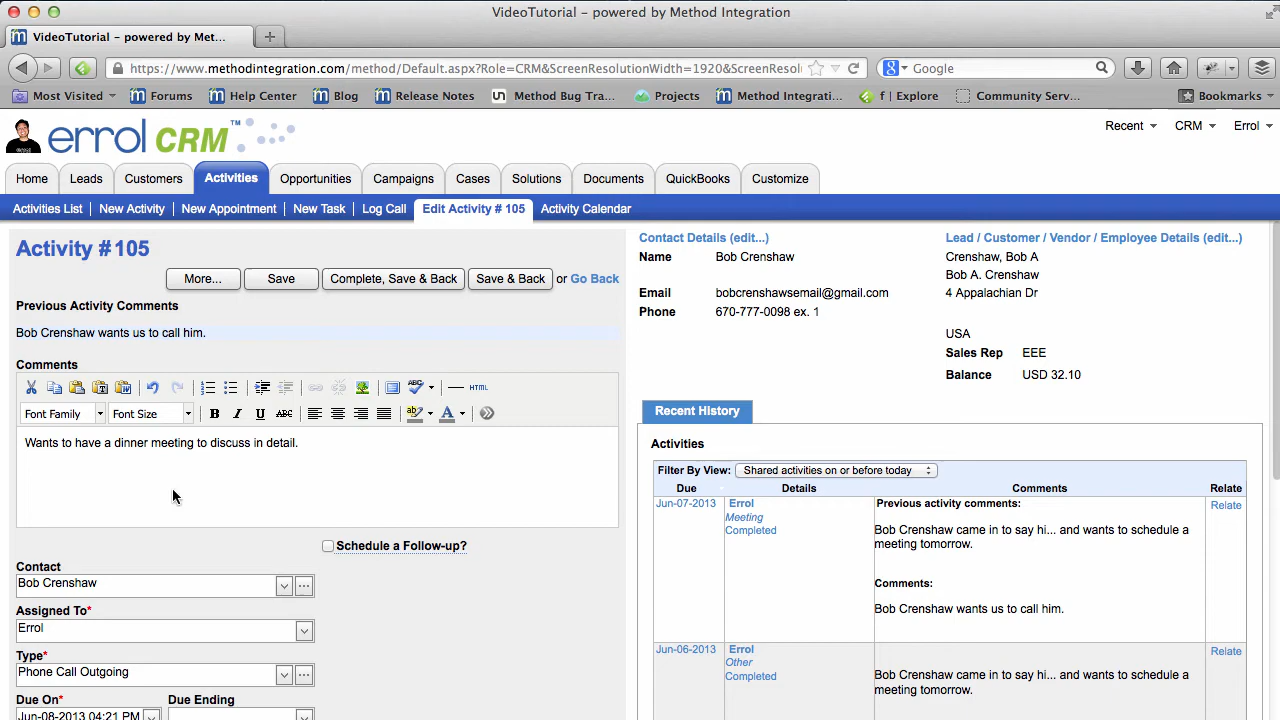 VideoTutorial – powered by Method Integration
VideoTutorial – powered by Met...
https://www.methodintegration.com/method/Default.aspx?Role=CRM&ScreenResolutionWidth=1920&ScreenResol
Google
Most Visited Forums Help Center Blog Release Notes Method Bug Tra... Projects Method Integrati... f | Explore Community Serv... Bookmarks
errol CRM™
Recent CRM Errol
Home Leads Customers Activities Opportunities Campaigns Cases Solutions Documents QuickBooks Customize
Activities List New Activity New Appointment New Task Log Call Edit Activity # 105 Activity Calendar
Activity # 105
More... Save Complete, Save & Back Save & Back or Go Back
Previous Activity Comments
Bob Crenshaw wants us to call him.
Comments
HTML
Font Family Font Size B I U ABC
Wants to have a dinner meeting to discuss in detail.
Schedule a Follow-up?
Contact
Bob Crenshaw
Assigned To*
Errol
Type*
Phone Call Outgoing
Due On* Due Ending
Jun-08-2013 04:21 PM
Contact Details (edit...)
Name Bob Crenshaw
Email bobcrenshawsemail@gmail.com
Phone 670-777-0098 ex. 1
Lead / Customer / Vendor / Employee Details (edit...)
Crenshaw, Bob A
Bob A. Crenshaw
4 Appalachian Dr
USA
Sales Rep EEE
Balance USD 32.10
Recent History
Activities
Filter By View: Shared activities on or before today
Due Details Comments Relate
Jun-07-2013 Errol Previous activity comments: Relate
Meeting
Completed Bob Crenshaw came in to say hi... and wants to schedule a
meeting tomorrow.
Comments:
Bob Crenshaw wants us to call him.
Jun-06-2013 Errol Relate
Other
Completed Bob Crenshaw came in to say hi... and wants to schedule a
meeting tomorrow.